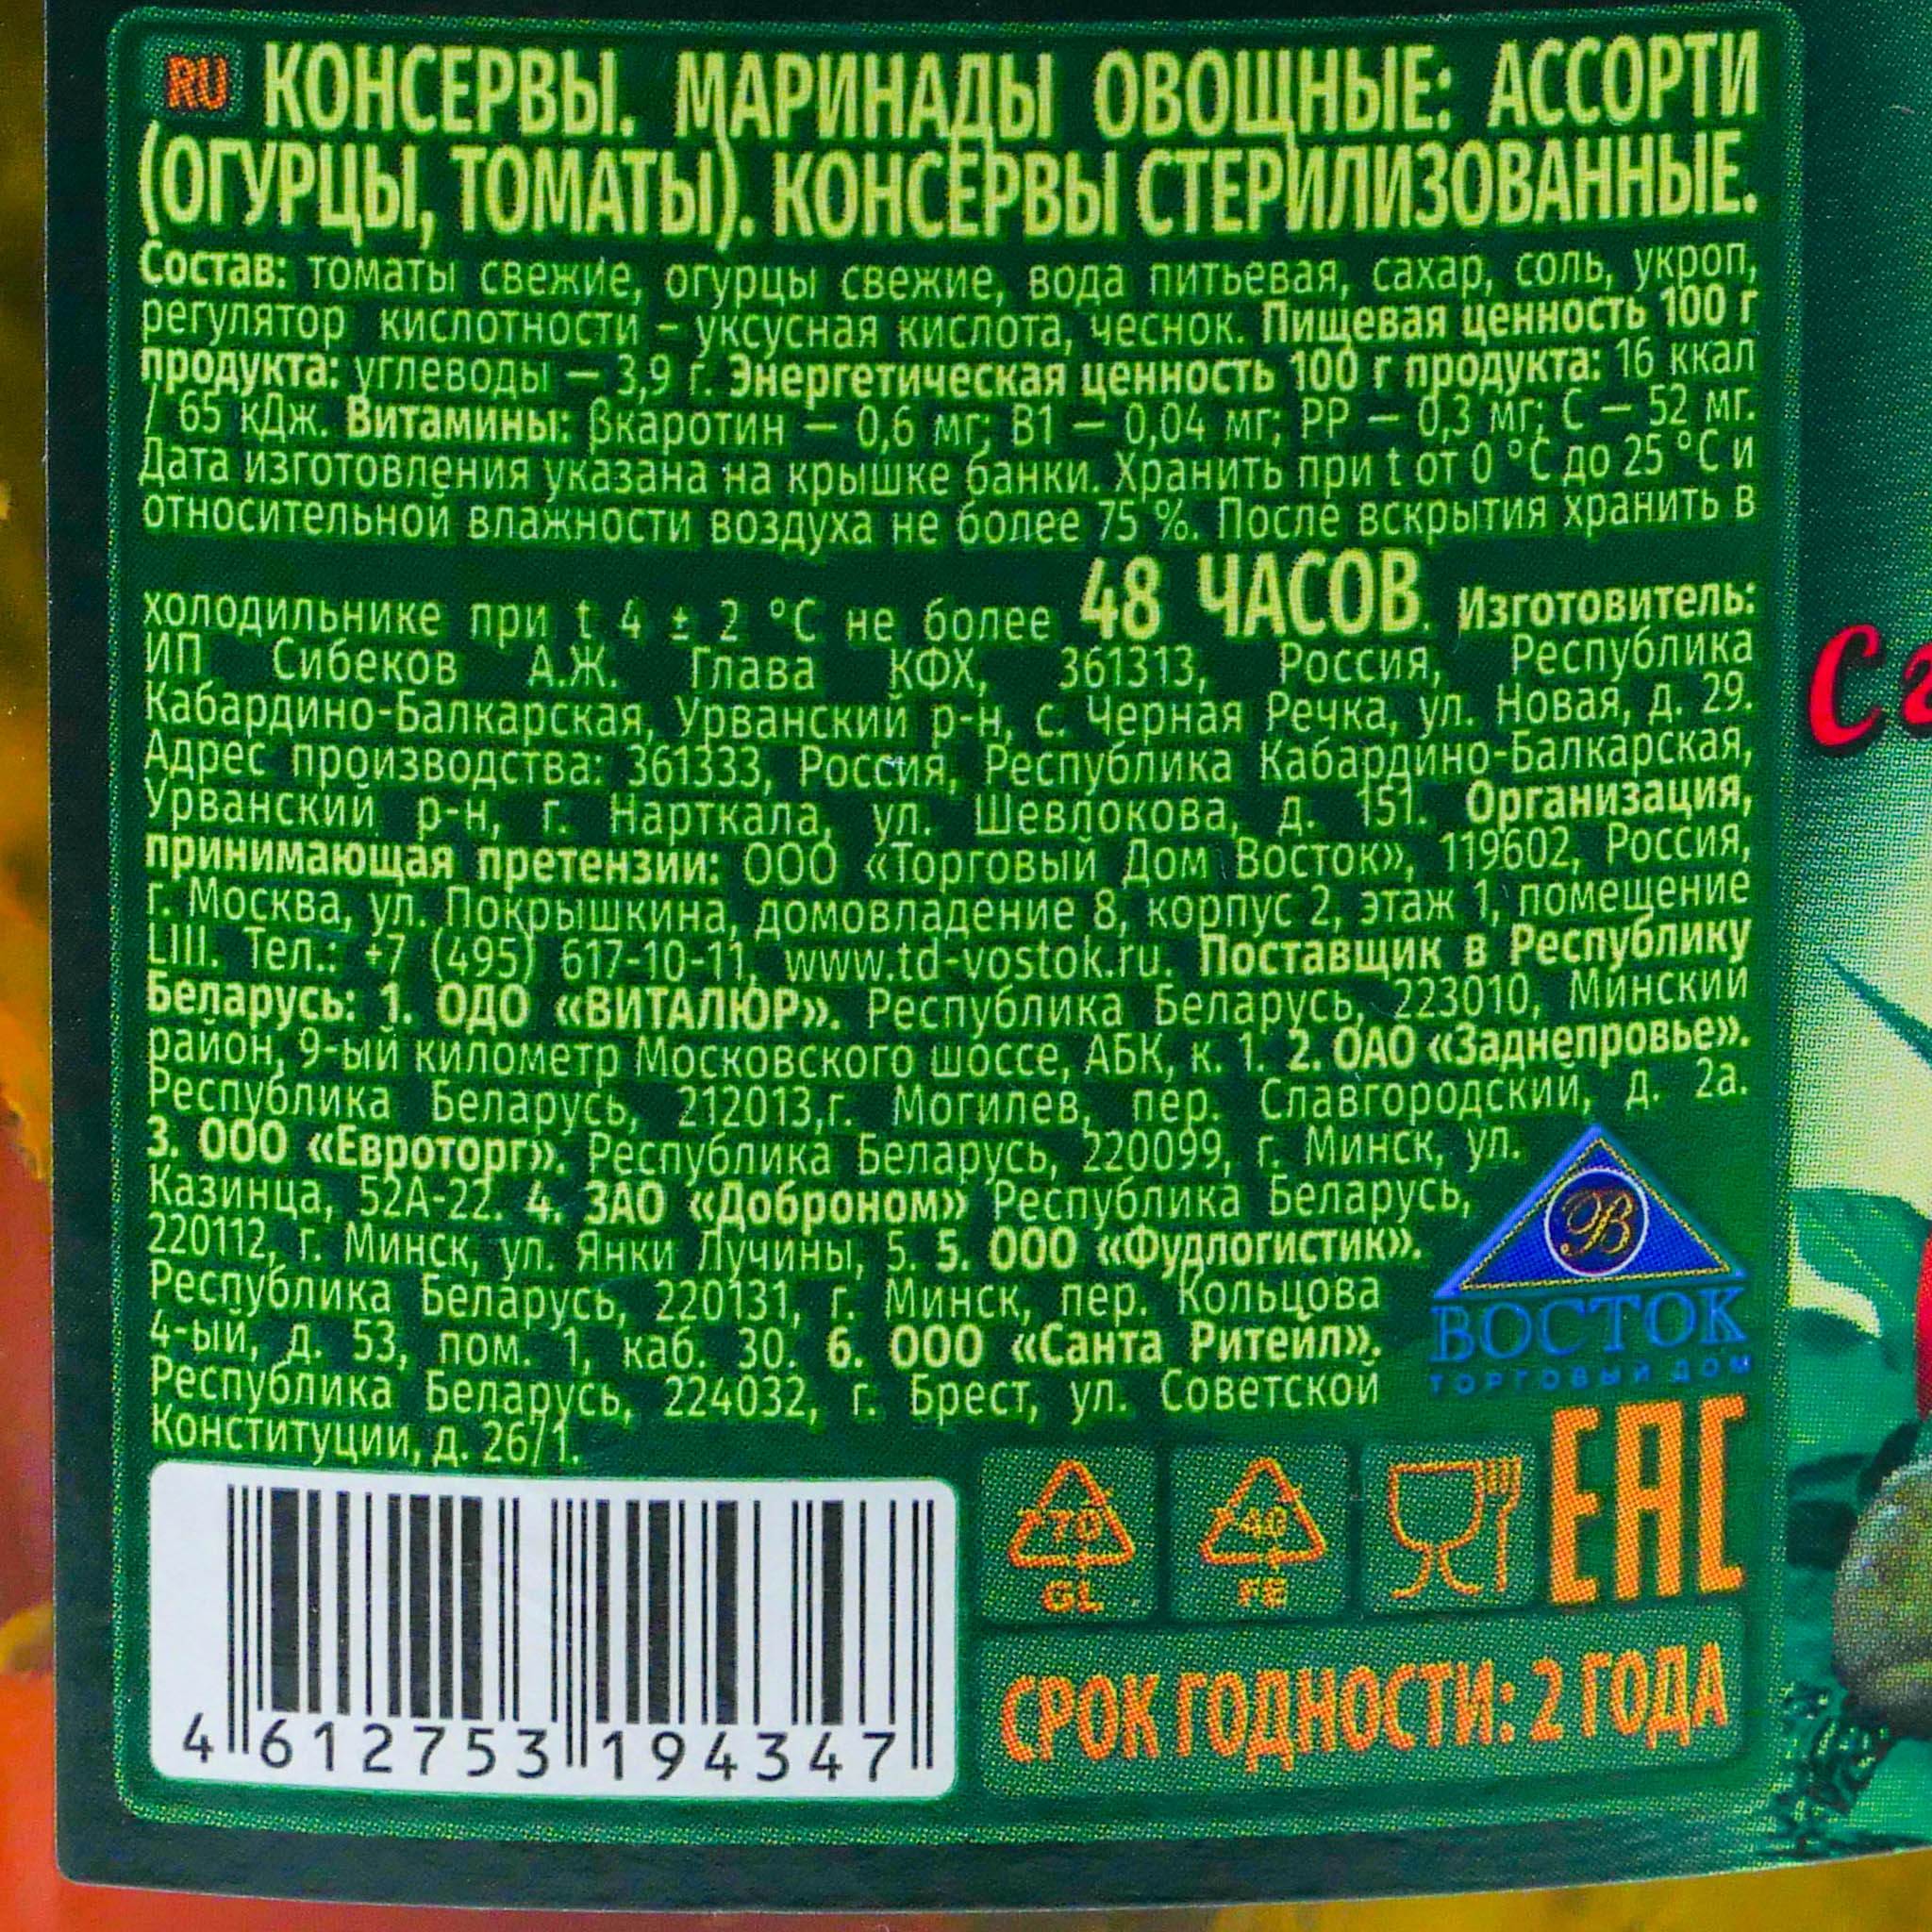 RU КОНСЕРВЫ. МАРИНАДЫ ОВОЩНЫЕ: АССОРТИ
(ОГУРЦЫ, ТОМАТЫ). КОНСЕРВЫ СТЕРИЛИЗОВАННЫЕ.
Состав: томаты свежие, огурцы свежие, вода питьевая, сахар, соль, укроп,
регулятор кислотности – уксусная кислота, чеснок. Пищевая ценность 100 г
продукта: углеводы – 3,9 г. Энергетическая ценность 100 г продукта: 16 ккал
/ 65 кДж. Витамины: βкаротин – 0,6 мг; B1 – 0,04 мг; PP – 0,3 мг; C – 52 мг.
Дата изготовления указана на крышке банки. Хранить при t от 0 °C до 25 °C и
относительной влажности воздуха не более 75 %. После вскрытия хранить в
холодильнике при t 4 ± 2 °C не более 48 ЧАСОВ. Изготовитель:
ИП Сибеков А.Ж. Глава КФХ, 361313, Россия, Республика
Кабардино-Балкарская, Урванский р-н, с. Черная Речка, ул. Новая, д. 29.
Адрес производства: 361333, Россия, Республика Кабардино-Балкарская,
Урванский р-н, г. Нарткала, ул. Шевлокова, д. 151. Организация,
принимающая претензии: ООО «Торговый Дом Восток», 119602, Россия,
г. Москва, ул. Покрышкина, домовладение 8, корпус 2, этаж 1, помещение
LIII. Тел.: +7 (495) 617-10-11, www.td-vostok.ru. Поставщик в Республику
Беларусь: 1. ОДО «ВИТАЛЮР». Республика Беларусь, 223010, Минский
район, 9-ый километр Московского шоссе, АБК, к. 1. 2. ОАО «Заднепровье».
Республика Беларусь, 212013,г. Могилев, пер. Славгородский, д. 2а.
3. ООО «Евроторг». Республика Беларусь, 220099, г. Минск, ул.
Казинца, 52А-22. 4. ЗАО «Доброном» Республика Беларусь,
220112, г. Минск, ул. Янки Лучины, 5. 5. ООО «Фудлогистик».
Республика Беларусь, 220131, г. Минск, пер. Кольцова
4-ый, д. 53, пом. 1, каб. 30. 6. ООО «Санта Ритейл».
Республика Беларусь, 224032, г. Брест, ул. Советской
Конституции, д. 26/1.
В
ВОСТОК
ТОРГОВЫЙ ДОМ
70
GL
40
FE
EAC
4 612753 194347
СРОК ГОДНОСТИ: 2 ГОДА